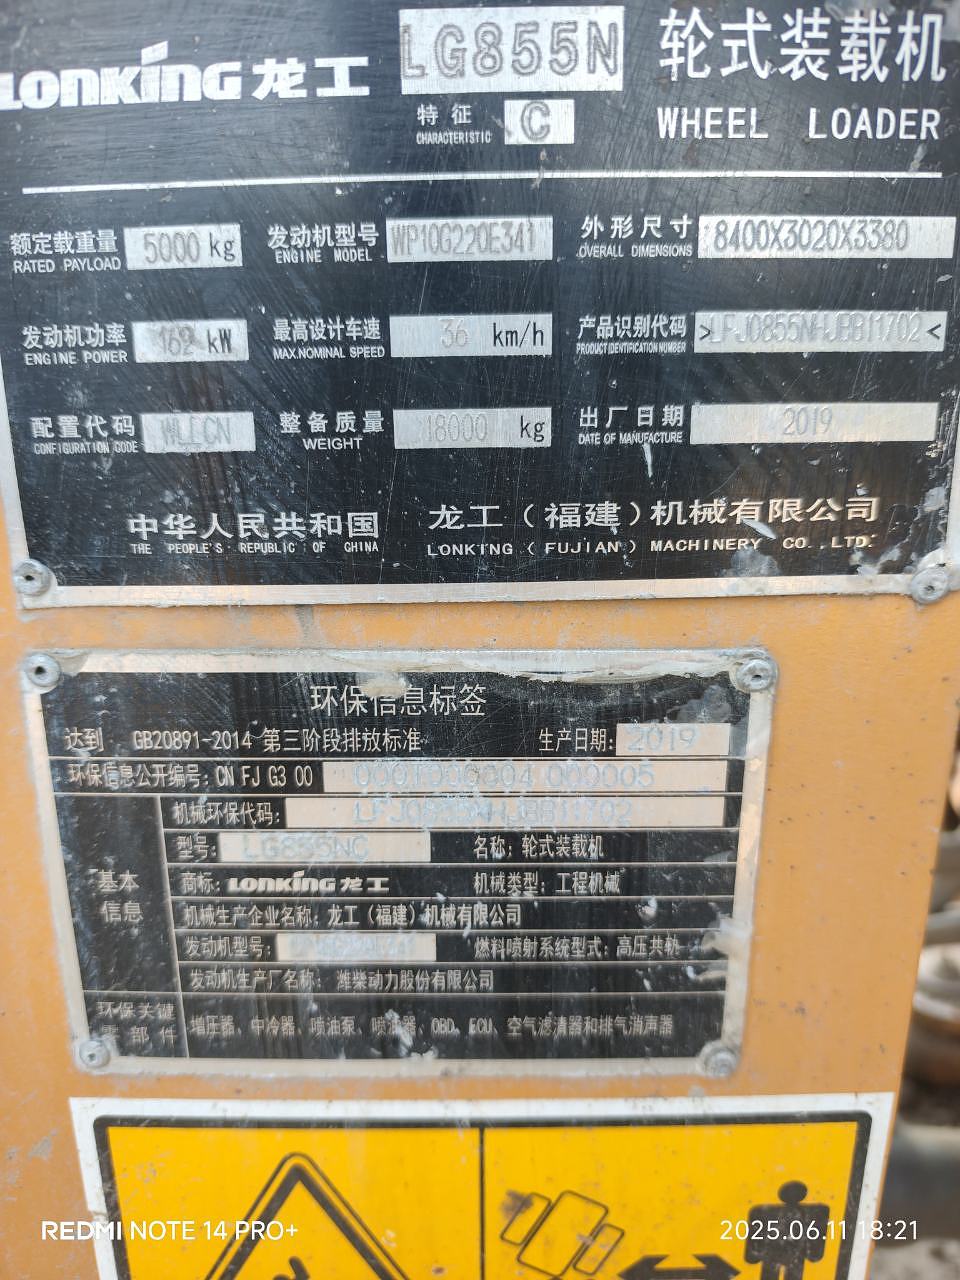 LONKING 龙工 LG855N 轮式装载机
特征 C WHEEL LOADER
CHARACTERISTIC
额定载重量 5000 kg 发动机型号 WP10G220E341 外形尺寸 8400X3020X3380
RATED PAYLOAD ENGINE MODEL OVERALL DIMENSIONS
发动机功率 162 kW 最高设计车速 36 km/h 产品识别代码 >LFJ0855NHJBB11702<
ENGINE POWER MAX.NOMINAL SPEED PRODUCT IDENTIFICATION NUMBER
配置代码 WLLCN 整备质量 18000 kg 出厂日期 2019
CONFIGURATION CODE WEIGHT DATE OF MANUFACTURE
中华人民共和国 龙工（福建）机械有限公司
THE PEOPLE'S REPUBLIC OF CHINA LONKING (FUJIAN) MACHINERY CO.,LTD.
环保信息标签
达到 GB20891-2014 第三阶段排放标准 生产日期: 2019
环保信息公开编号: CN FJ G3 00 0001000004 000005
机械环保代码: LFJ0855NHJBB11702
型号: LG855NC 名称: 轮式装载机
基本 商标: LONKING 龙工 机械类型: 工程机械
信息 机械生产企业名称: 龙工（福建）机械有限公司
发动机型号: 燃料喷射系统型式: 高压共轨
发动机生产厂名称: 潍柴动力股份有限公司
环保关键
零部件 增压器、中冷器、喷油泵、喷油器、OBD、ECU、空气滤清器和排气消声器
REDMI NOTE 14 PRO+ 2025.06.11 18:21